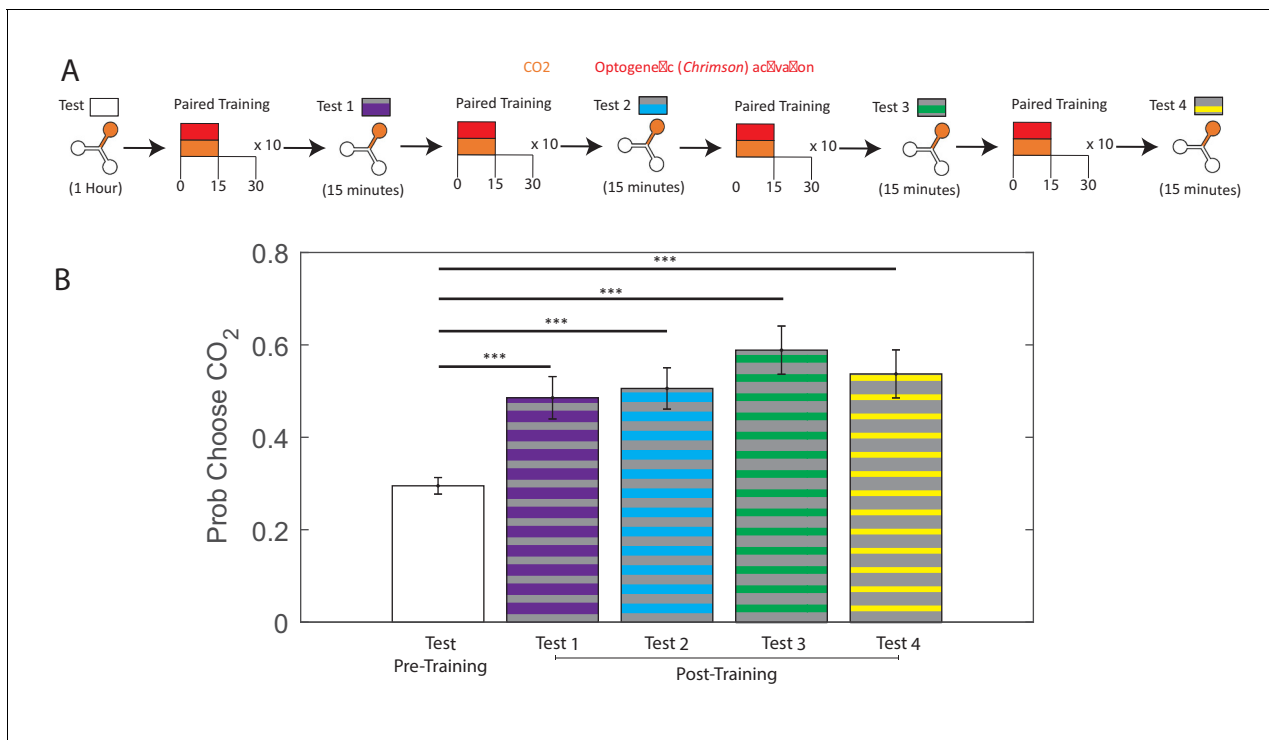 A
CO2 Optogene☒c (Chrimson) ac☒va☒on
Test Paired Training Test 1 Paired Training Test 2 Paired Training Test 3 Paired Training Test 4
x 10 x 10 x 10 x 10
(1 Hour) 0 15 30 (15 minutes) 0 15 30 (15 minutes) 0 15 30 (15 minutes) 0 15 30 (15 minutes)
B
Prob Choose CO2
0.8
0.6
0.4
0.2
0
***
***
***
***
Test Test 1 Test 2 Test 3 Test 4
Pre-Training Post-Training